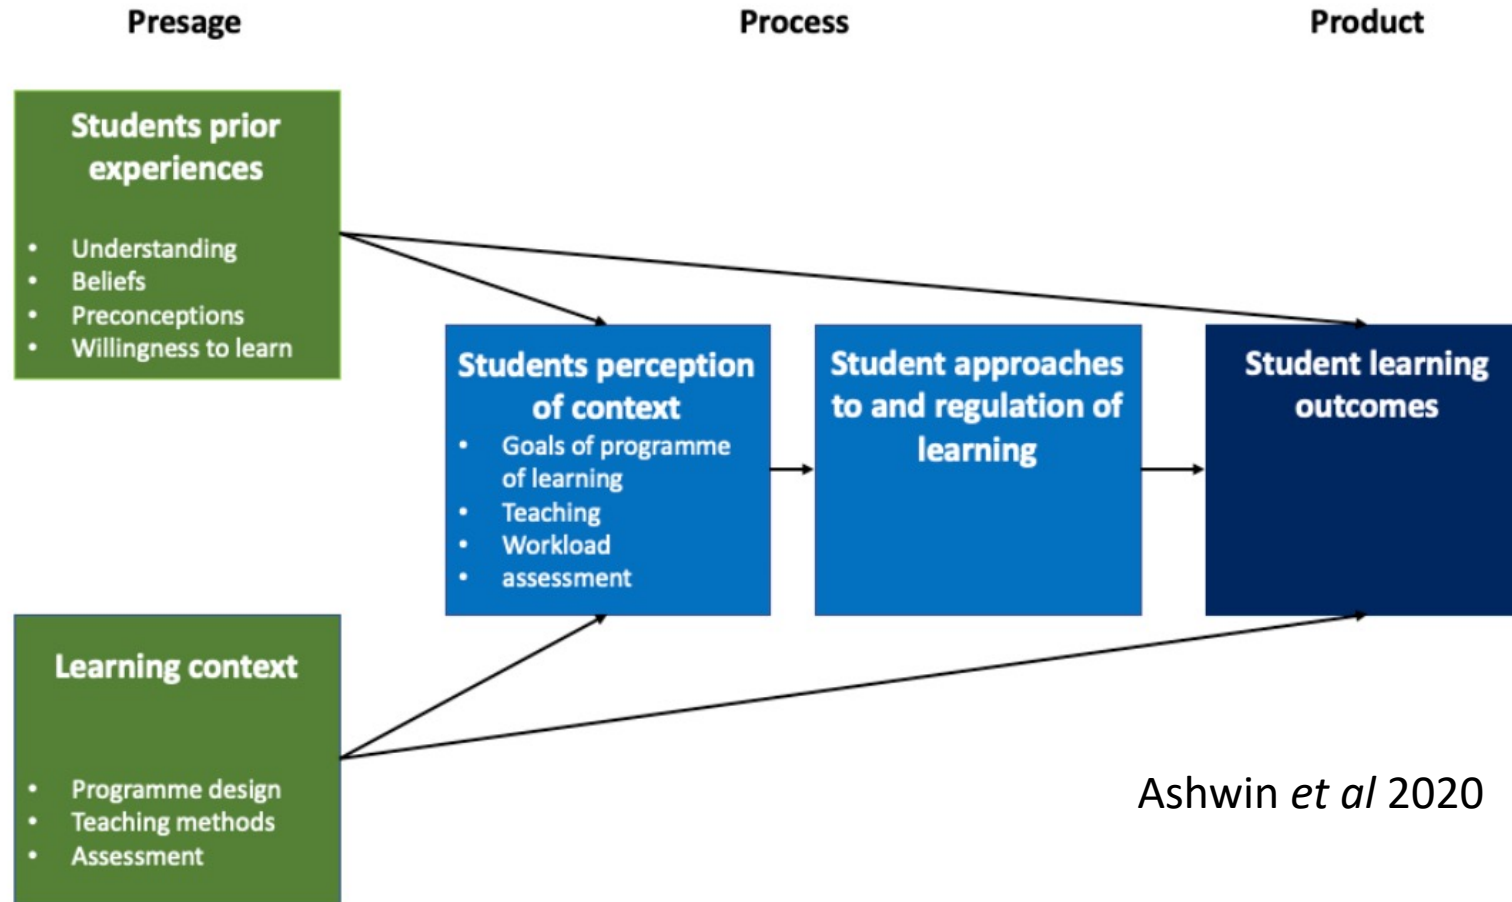 Presage
Process
Product
Students prior
experiences
• Understanding
• Beliefs
• Preconceptions
• Willingness to learn
Students perception
of context
• Goals of programme
of learning
• Teaching
• Workload
• assessment
Student approaches
to and regulation of
learning
Student learning
outcomes
Learning context
• Programme design
• Teaching methods
• Assessment
Ashwin et al 2020